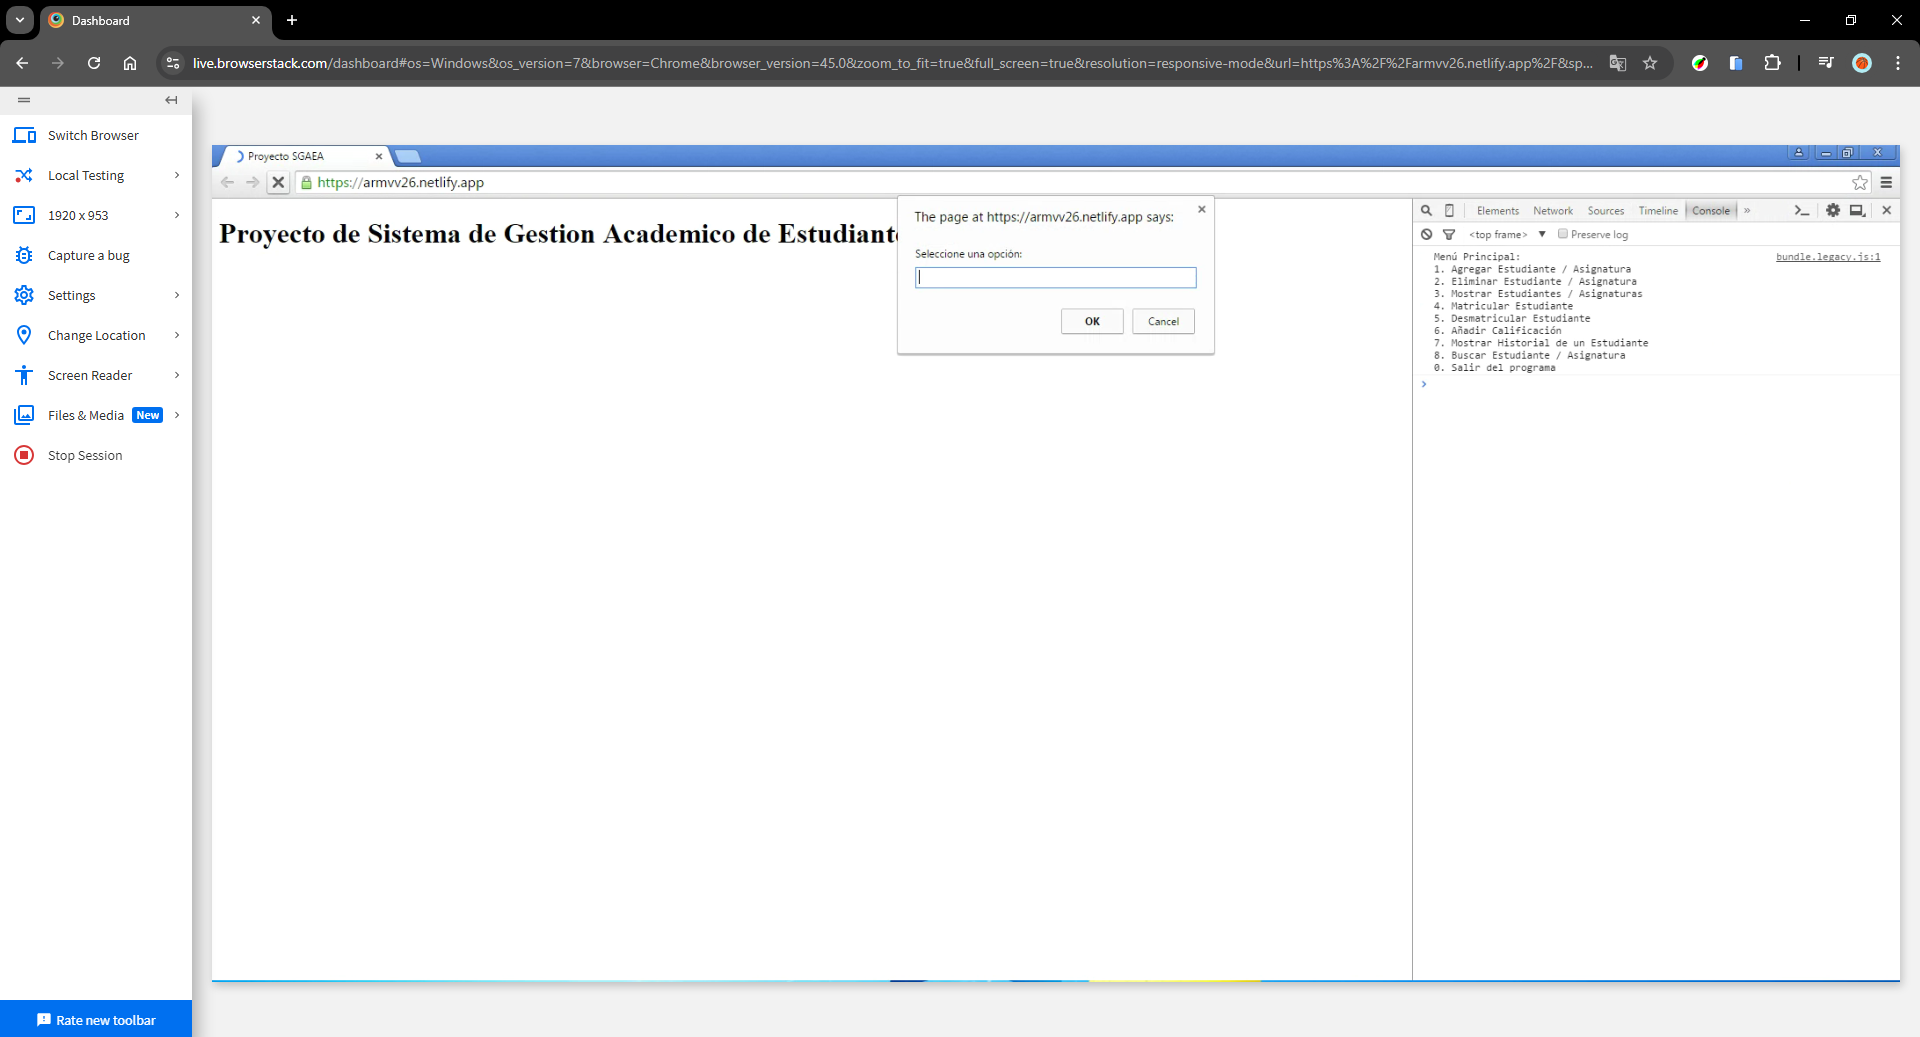 Dashboard
live.browserstack.com/dashboard#os=Windows&os_version=7&browser=Chrome&browser_version=45.0&zoom_to_fit=true&full_screen=true&resolution=responsive-mode&url=https%3A%2F%2Farmvv26.netlify.app%2F&sp...
Switch Browser
Local Testing
1920 x 953
Capture a bug
Settings
Change Location
Screen Reader
Files & Media New
Stop Session
Rate new toolbar
Proyecto SGAEA
https://armvv26.netlify.app
Proyecto de Sistema de Gestion Academico de Estudiant
The page at https://armvv26.netlify.app says:
Seleccione una opción:
OK Cancel
Elements Network Sources Timeline Console »
<top frame> ▼ Preserve log
Menú Principal: bundle.legacy.js:1
1. Agregar Estudiante / Asignatura
2. Eliminar Estudiante / Asignatura
3. Mostrar Estudiantes / Asignaturas
4. Matricular Estudiante
5. Desmatricular Estudiante
6. Añadir Calificación
7. Mostrar Historial de un Estudiante
8. Buscar Estudiante / Asignatura
0. Salir del programa